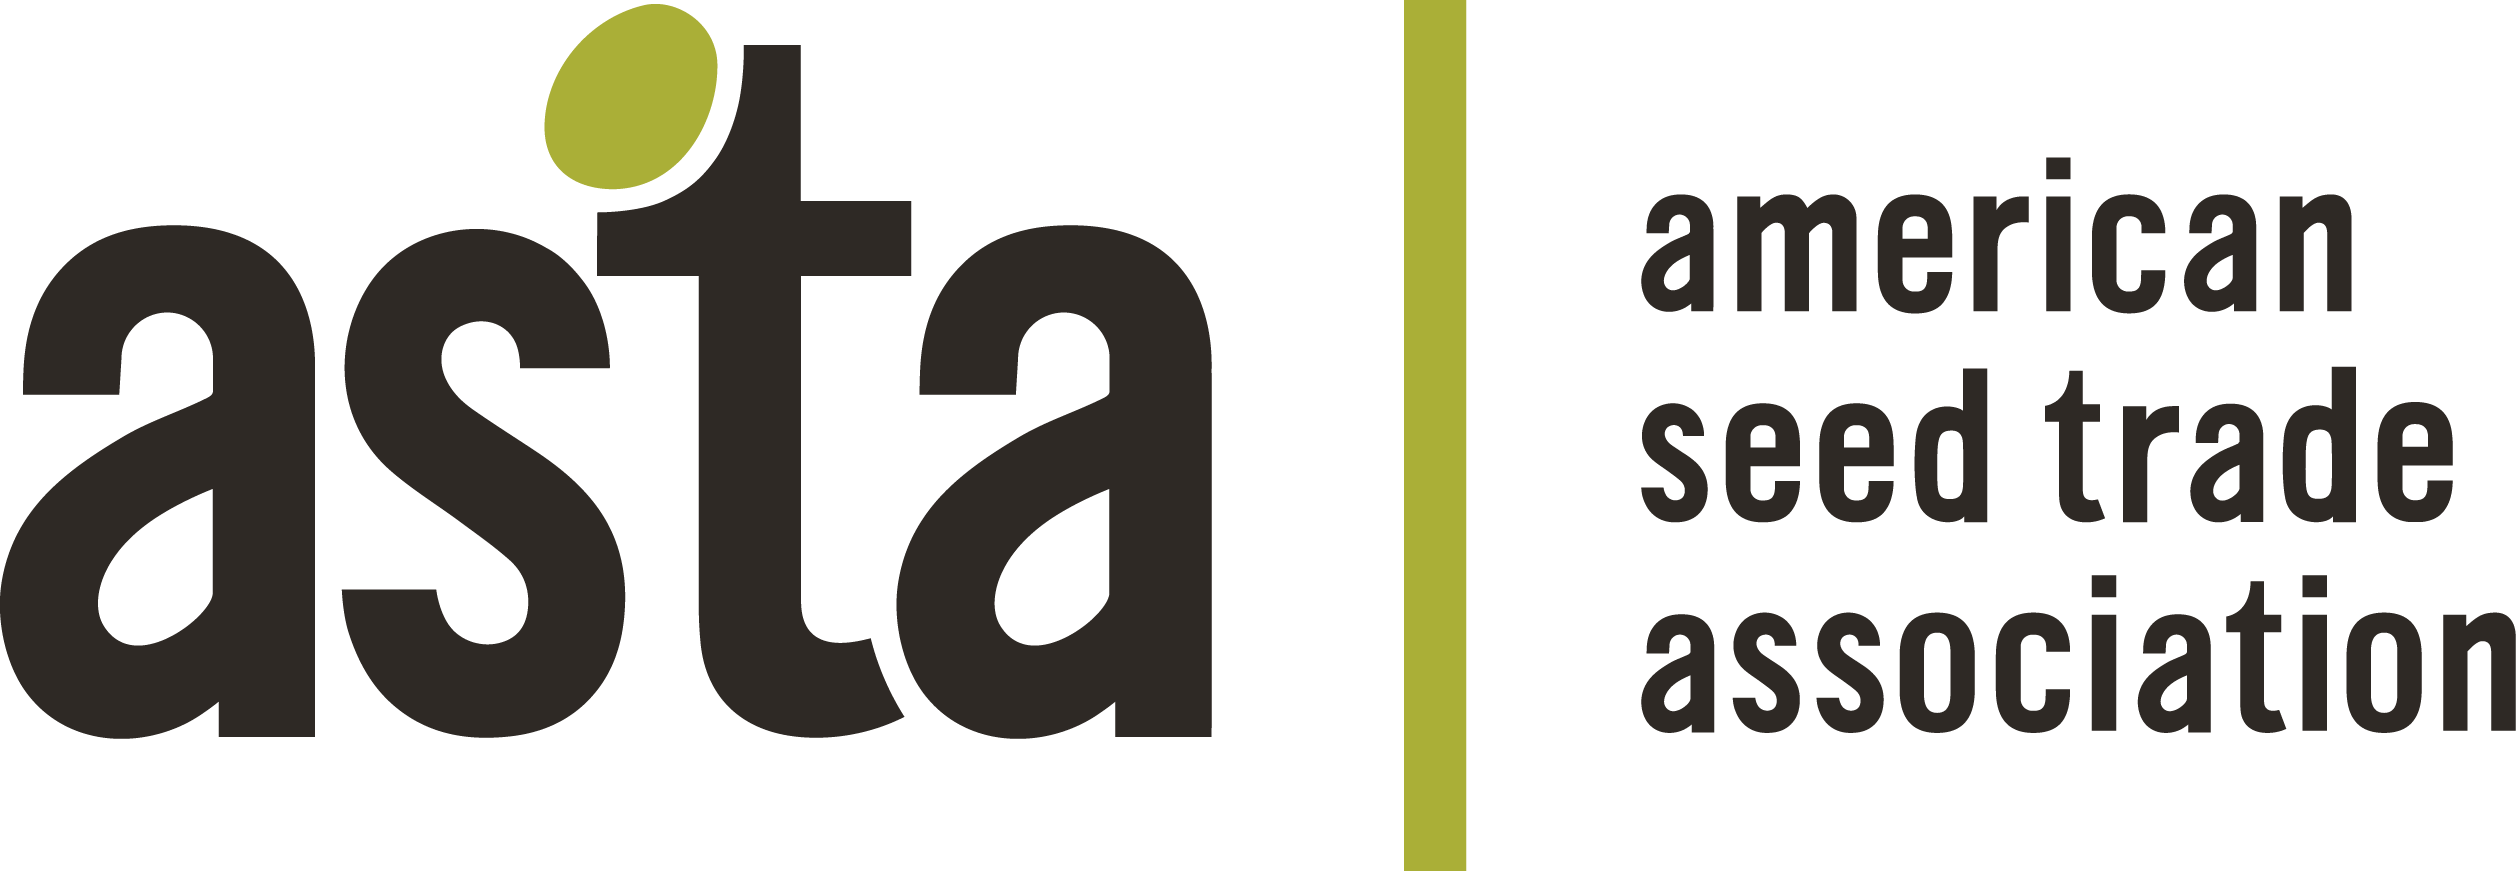 asta
american
seed trade
association